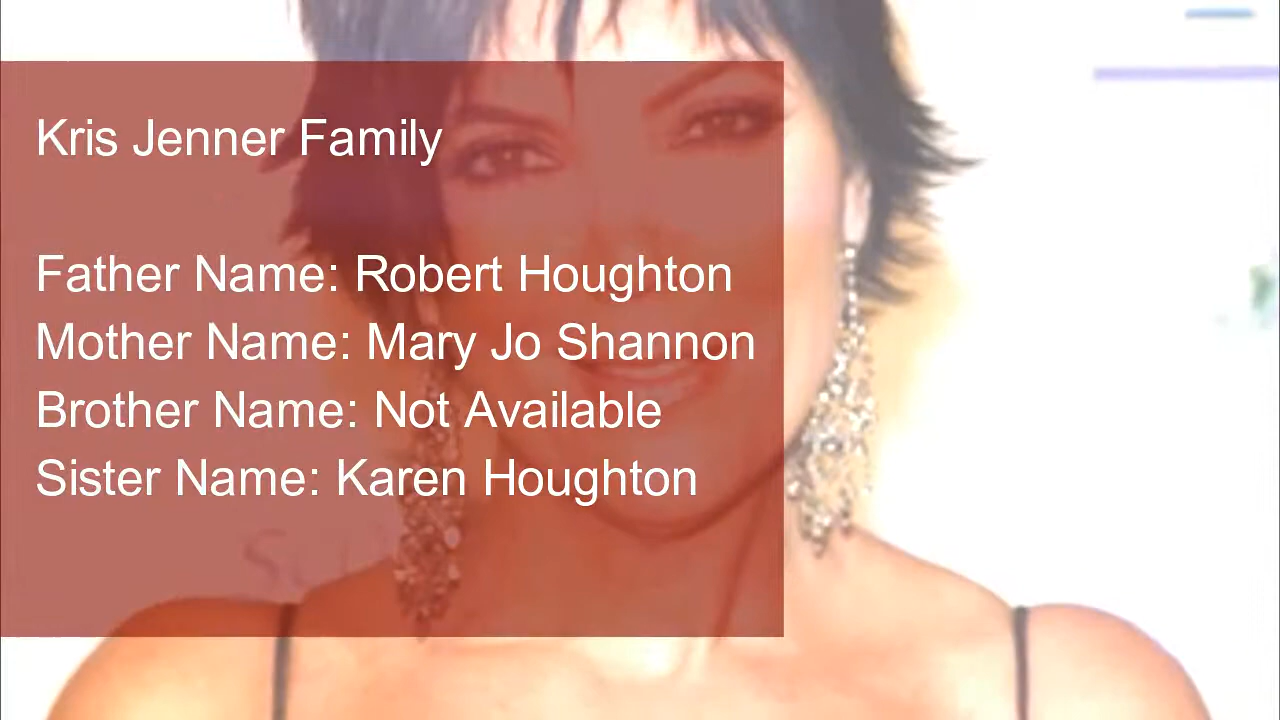 Kris Jenner Family
Father Name: Robert Houghton
Mother Name: Mary Jo Shannon
Brother Name: Not Available
Sister Name: Karen Houghton